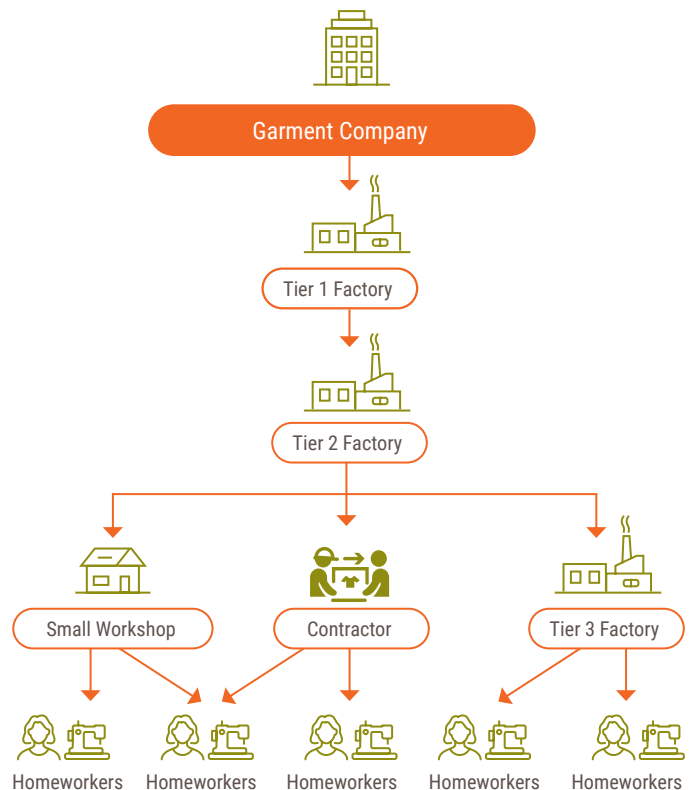 Garment Company
Tier 1 Factory
Tier 2 Factory
Small Workshop
Contractor
Tier 3 Factory
Homeworkers
Homeworkers
Homeworkers
Homeworkers
Homeworkers